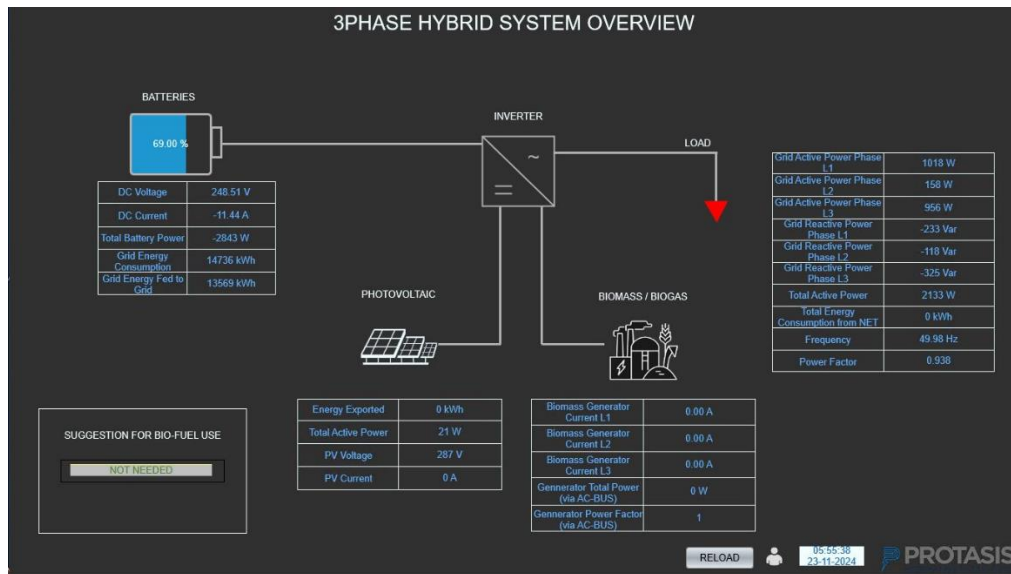 3PHASE HYBRID SYSTEM OVERVIEW
BATTERIES
69.00 %
INVERTER
LOAD
DC Voltage 248.51 V
DC Current -11.44 A
Total Battery Power -2843 W
Grid Energy
Consumption 14736 kWh
Grid Energy Fed to
Grid 13569 kWh
Grid Active Power Phase
L1 1018 W
Grid Active Power Phase
L2 158 W
Grid Active Power Phase
L3 956 W
Grid Reactive Power
Phase L1 -233 Var
Grid Reactive Power
Phase L2 -118 Var
Grid Reactive Power
Phase L3 -325 Var
Total Active Power 2133 W
Total Energy
Consumption from NET 0 kWh
Frequency 49.98 Hz
Power Factor 0.938
PHOTOVOLTAIC
BIOMASS / BIOGAS
Energy Exported 0 kWh
Total Active Power 21 W
PV Voltage 287 V
PV Current 0 A
Biomass Generator
Current L1 0.00 A
Biomass Generator
Current L2 0.00 A
Biomass Generator
Current L3 0.00 A
Gennerator Total Power
(via AC-BUS) 0 W
Gennerator Power Factor
(via AC-BUS) 1
SUGGESTION FOR BIO-FUEL USE
NOT NEEDED
RELOAD
05:55:38
23-11-2024
PROTASIS